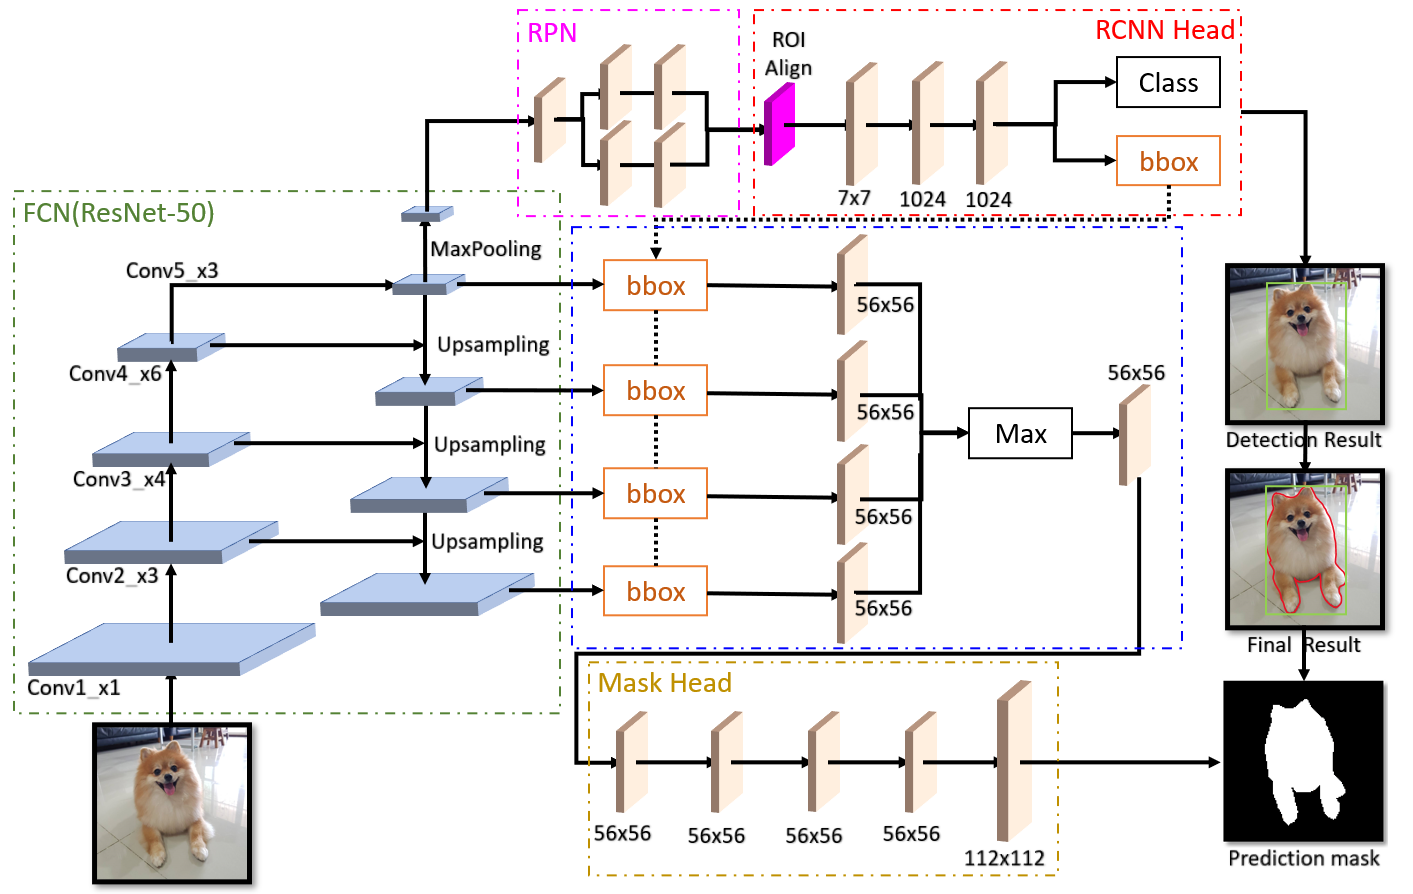 RPN
RCNN Head
ROI
Align
Class
bbox
7x7
1024
1024
FCN(ResNet-50)
MaxPooling
Conv5_x3
Upsampling
Conv4_x6
Upsampling
Conv3_x4
Upsampling
Conv2_x3
Conv1_x1
bbox
56x56
bbox
56x56
bbox
56x56
bbox
56x56
Max
56x56
Detection Result
Final Result
Mask Head
56x56
56x56
56x56
56x56
112x112
Prediction mask